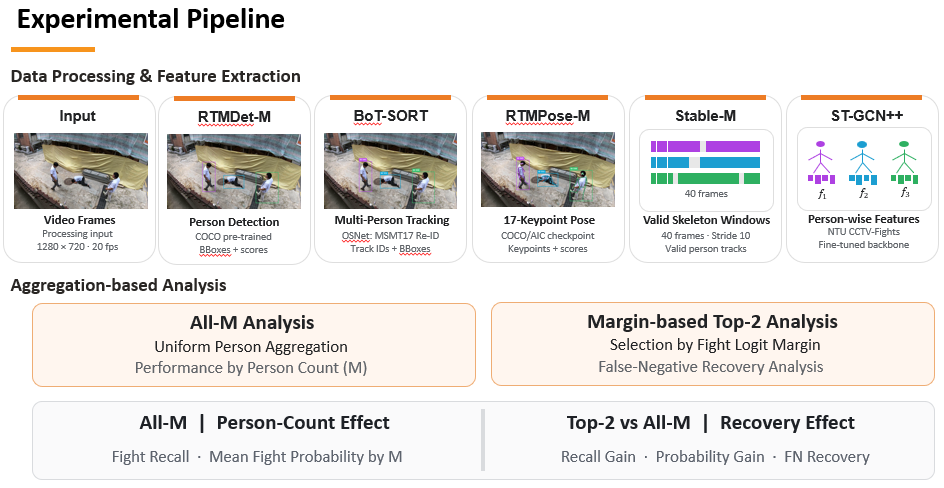 Experimental Pipeline
Data Processing & Feature Extraction
Input
Video Frames
Processing input
1280 × 720 · 20 fps
RTMDet-M
Person Detection
COCO pre-trained
BBoxes + scores
BoT-SORT
Multi-Person Tracking
OSNet: MSMT17 Re-ID
Track IDs + BBoxes
RTMPose-M
17-Keypoint Pose
COCO/AIC checkpoint
Keypoints + scores
Stable-M
40 frames
Valid Skeleton Windows
40 frames · Stride 10
Valid person tracks
ST-GCN++
f₁ f₂ f₃
Person-wise Features
NTU CCTV-Fights
Fine-tuned backbone
Aggregation-based Analysis
All-M Analysis
Uniform Person Aggregation
Performance by Person Count (M)
Margin-based Top-2 Analysis
Selection by Fight Logit Margin
False-Negative Recovery Analysis
All-M | Person-Count Effect
Fight Recall · Mean Fight Probability by M
Top-2 vs All-M | Recovery Effect
Recall Gain · Probability Gain · FN Recovery